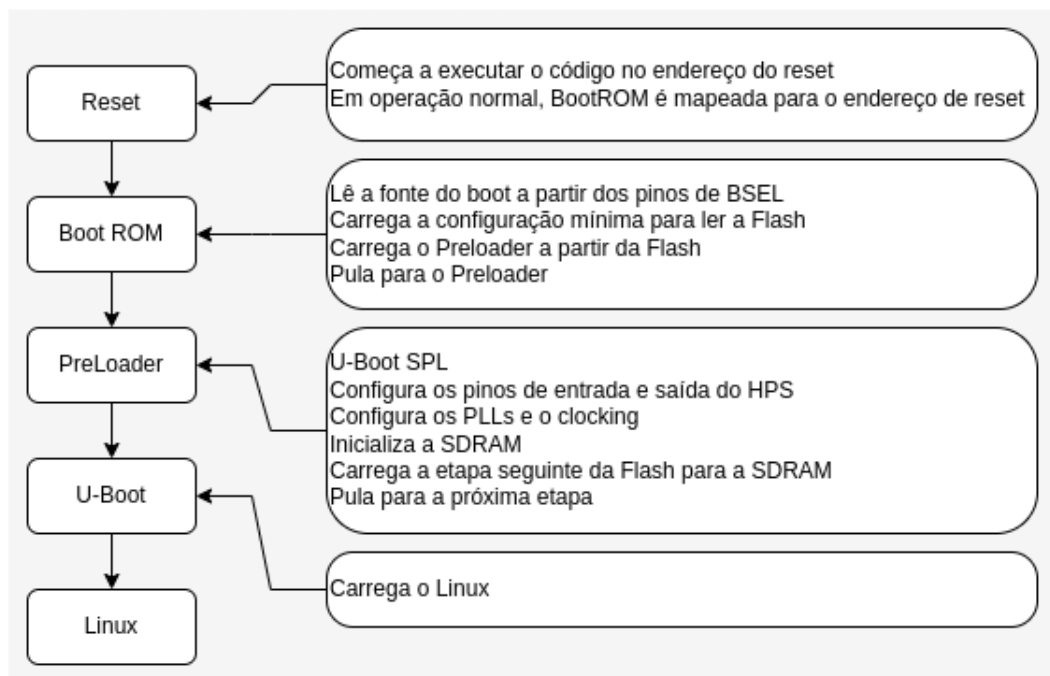 Reset
Começa a executar o código no endereço do reset
Em operação normal, BootROM é mapeada para o endereço de reset
Boot ROM
Lê a fonte do boot a partir dos pinos de BSEL
Carrega a configuração mínima para ler a Flash
Carrega o Preloader a partir da Flash
Pula para o Preloader
PreLoader
U-Boot SPL
Configura os pinos de entrada e saída do HPS
Configura os PLLs e o clocking
Inicializa a SDRAM
Carrega a etapa seguinte da Flash para a SDRAM
Pula para a próxima etapa
U-Boot
Carrega o Linux
Linux